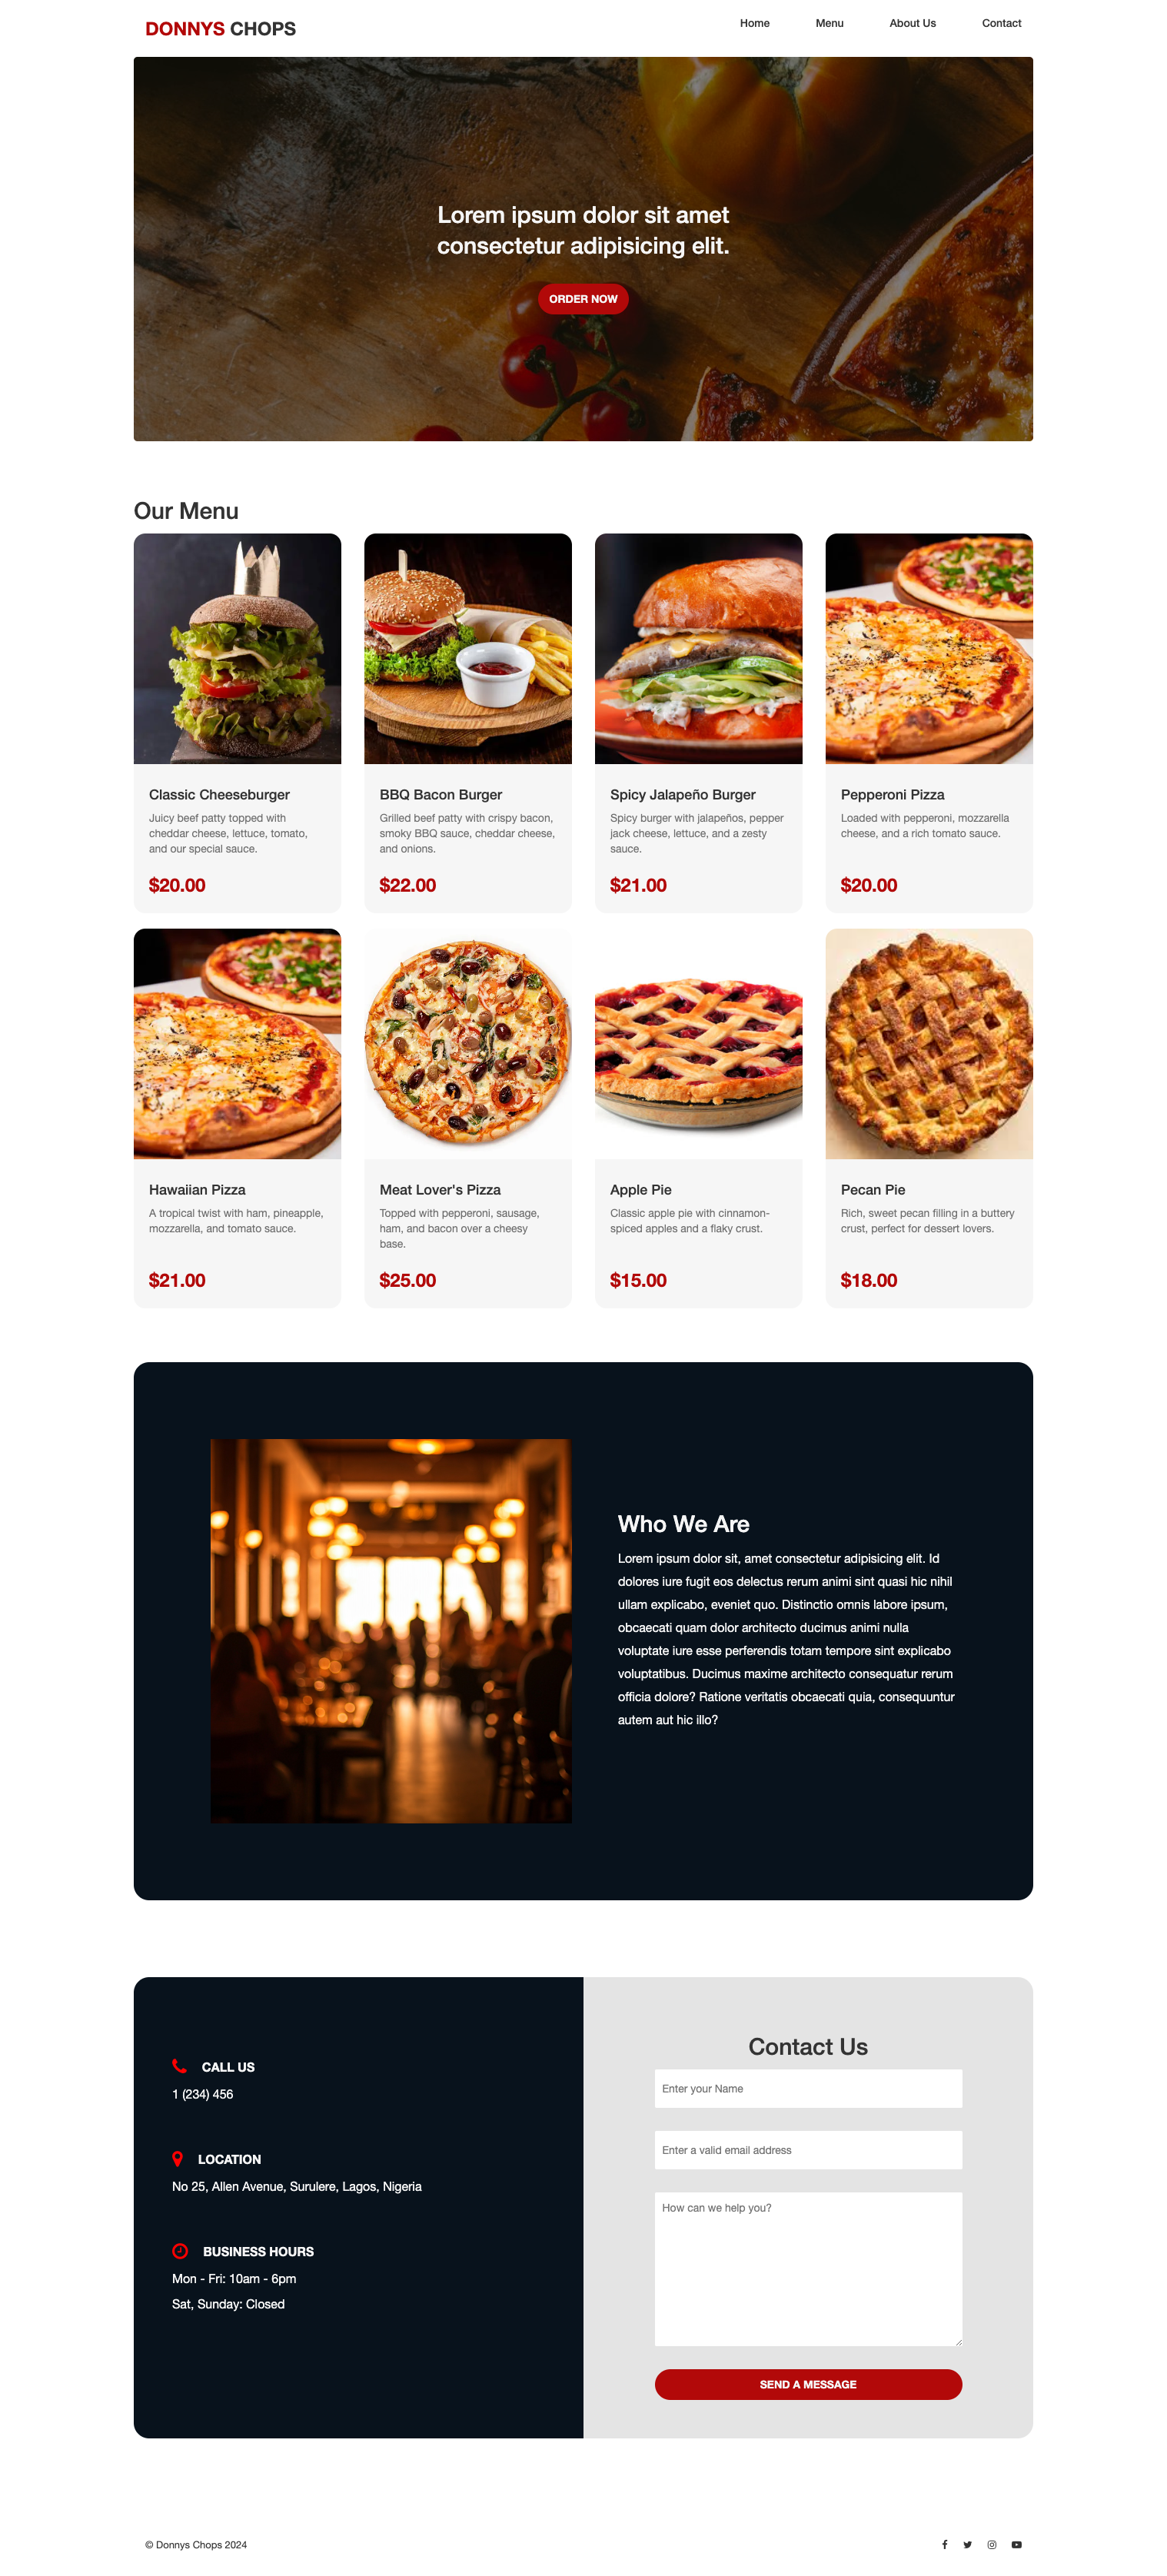 DONNYS CHOPS
Home
Menu
About Us
Contact
Lorem ipsum dolor sit amet
consectetur adipisicing elit.
ORDER NOW
Our Menu
Classic Cheeseburger
Juicy beef patty topped with
cheddar cheese, lettuce, tomato,
and our special sauce.
$20.00
BBQ Bacon Burger
Grilled beef patty with crispy bacon,
smoky BBQ sauce, cheddar cheese,
and onions.
$22.00
Spicy Jalapeño Burger
Spicy burger with jalapeños, pepper
jack cheese, lettuce, and a zesty
sauce.
$21.00
Pepperoni Pizza
Loaded with pepperoni, mozzarella
cheese, and a rich tomato sauce.
$20.00
Hawaiian Pizza
A tropical twist with ham, pineapple,
mozzarella, and tomato sauce.
$21.00
Meat Lover's Pizza
Topped with pepperoni, sausage,
ham, and bacon over a cheesy
base.
$25.00
Apple Pie
Classic apple pie with cinnamon-
spiced apples and a flaky crust.
$15.00
Pecan Pie
Rich, sweet pecan filling in a buttery
crust, perfect for dessert lovers.
$18.00
Who We Are
Lorem ipsum dolor sit, amet consectetur adipisicing elit. Id
dolores iure fugit eos delectus rerum animi sint quasi hic nihil
ullam explicabo, eveniet quo. Distinctio omnis labore ipsum,
obcaecati quam dolor architecto ducimus animi nulla
voluptate iure esse perferendis totam tempore sint explicabo
voluptatibus. Ducimus maxime architecto consequatur rerum
officia dolore? Ratione veritatis obcaecati quia, consequuntur
autem aut hic illo?
CALL US
1 (234) 456
LOCATION
No 25, Allen Avenue, Surulere, Lagos, Nigeria
BUSINESS HOURS
Mon - Fri: 10am - 6pm
Sat, Sunday: Closed
Contact Us
Enter your Name
Enter a valid email address
How can we help you?
SEND A MESSAGE
© Donnys Chops 2024